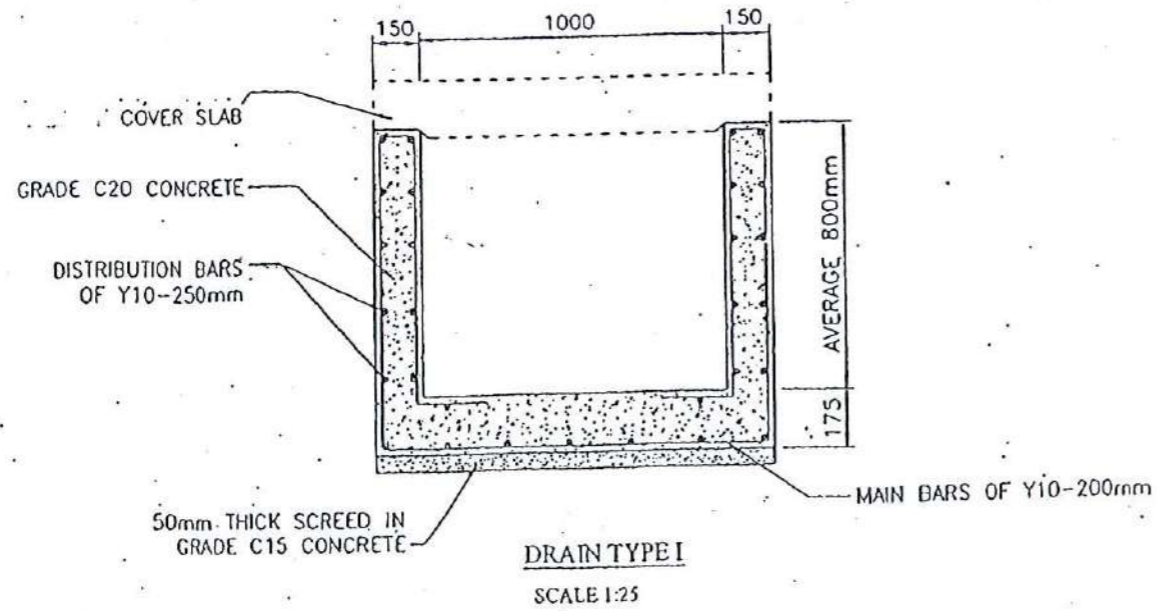 150
1000
150
COVER SLAB
GRADE C20 CONCRETE
DISTRIBUTION BARS
OF Y10-250mm
AVERAGE 800mm
175
MAIN BARS OF Y10-200mm
50mm THICK SCREED IN
GRADE C15 CONCRETE
DRAIN TYPE I
SCALE 1:25